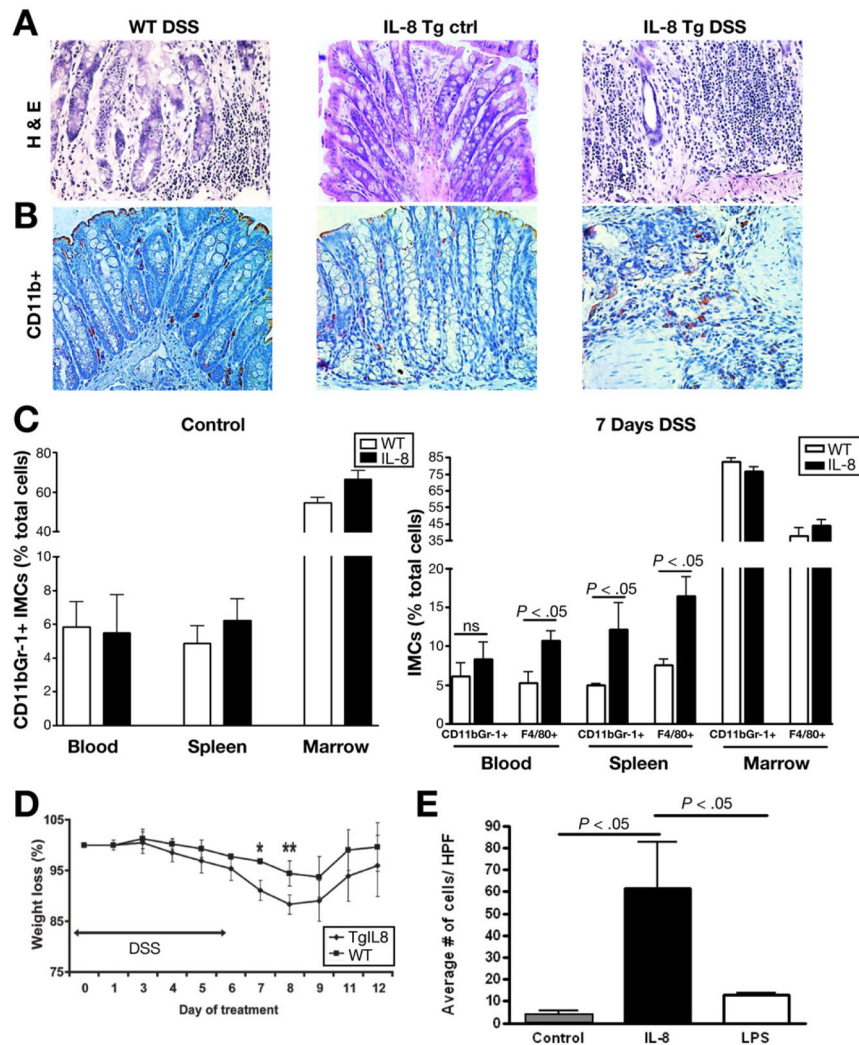 A
WT DSS
IL-8 Tg ctrl
IL-8 Tg DSS
H & E
B
CD11b+
C
Control
WT
IL-8
CD11bGr-1+ IMCs (% total cells)
80
60
40
10
8
6
4
2
0
Blood
Spleen
Marrow
7 Days DSS
WT
IL-8
IMCs (% total cells)
85
75
65
55
45
35
20
15
10
5
0
ns
P < .05
P < .05
P < .05
CD11bGr-1+
F4/80+
CD11bGr-1+
F4/80+
CD11bGr-1+
F4/80+
Blood
Spleen
Marrow
D
Weight loss (%)
105
95
85
75
* **
DSS
TgIL8
WT
0 1 3 4 5 6 7 8 9 11 12
Day of treatment
E
P < .05
P < .05
Average # of cells/ HPF
90
80
70
60
50
40
30
20
10
0
Control
IL-8
LPS